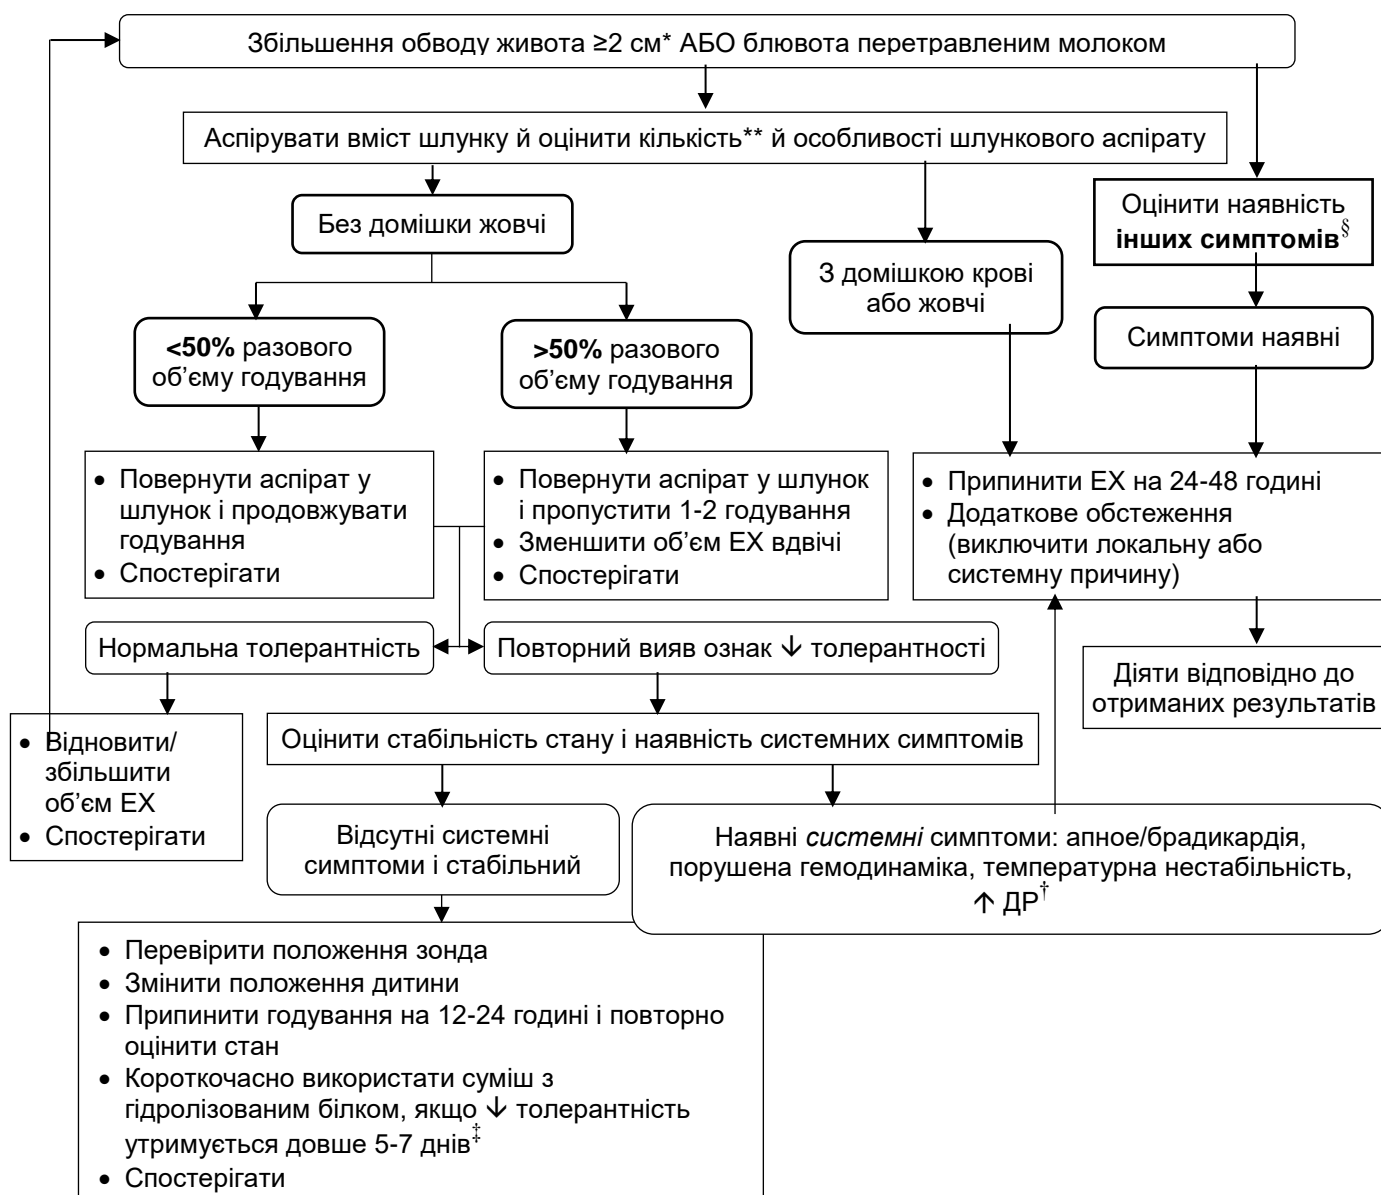 Збільшення обводу живота ≥2 см* АБО блювота перетравленим молоком
Аспірувати вміст шлунку й оцінити кількість** й особливості шлункового аспірату
Без домішки жовчі
З домішкою крові
або жовчі
Оцінити наявність
інших симптомів§
Симптоми наявні
<50% разового
об’єму годування
>50% разового
об’єму годування
• Повернути аспірат у
шлунок і продовжувати
годування
• Спостерігати
• Повернути аспірат у шлунок
і пропустити 1-2 годування
• Зменшити об’єм ЕХ вдвічі
• Спостерігати
• Припинити ЕХ на 24-48 годині
• Додаткове обстеження
(виключити локальну або
системну причину)
Нормальна толерантність
Повторний вияв ознак ↓ толерантності
Діяти відповідно до
отриманих результатів
• Відновити/
збільшити
об’єм ЕХ
• Спостерігати
Оцінити стабільність стану і наявність системних симптомів
Відсутні системні
симптоми і стабільний
Наявні системні симптоми: апное/брадикардія,
порушена гемодинаміка, температурна нестабільність,
↑ ДР†
• Перевірити положення зонда
• Змінити положення дитини
• Припинити годування на 12-24 годині і повторно
оцінити стан
• Короткочасно використати суміш з
гідролізованим білком, якщо ↓ толерантність
утримується довше 5-7 днів‡
• Спостерігати